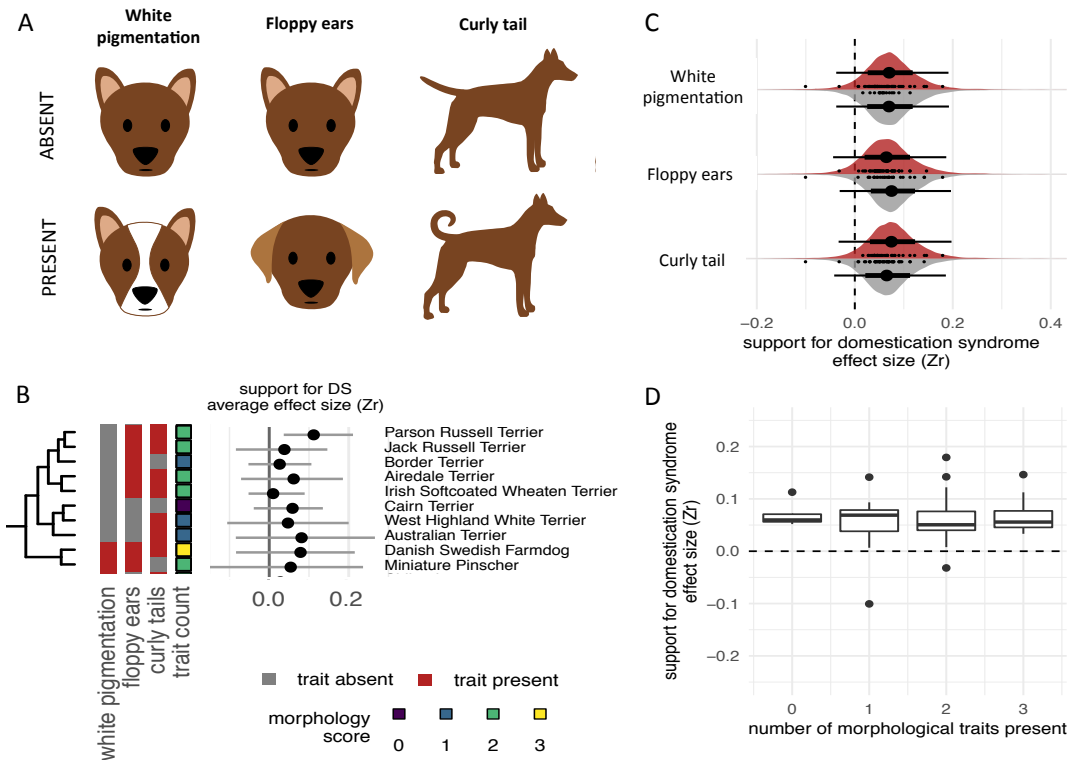 A
White
pigmentation
Floppy ears
Curly tail
ABSENT
PRESENT
B
support for DS
average effect size (Zr)
Parson Russell Terrier
Jack Russell Terrier
Border Terrier
Airedale Terrier
Irish Softcoated Wheaten Terrier
Cairn Terrier
West Highland White Terrier
Australian Terrier
Danish Swedish Farmdog
Miniature Pinscher
0.0 0.2
white pigmentation
floppy ears
curly tails
trait count
trait absent trait present
morphology
score
0 1 2 3
C
White
pigmentation
Floppy ears
Curly tail
−0.2 0.0 0.2 0.4
support for domestication syndrome
effect size (Zr)
D
support for domestication syndrome
effect size (Zr)
0.2
0.1
0.0
−0.1
−0.2
0 1 2 3
number of morphological traits present